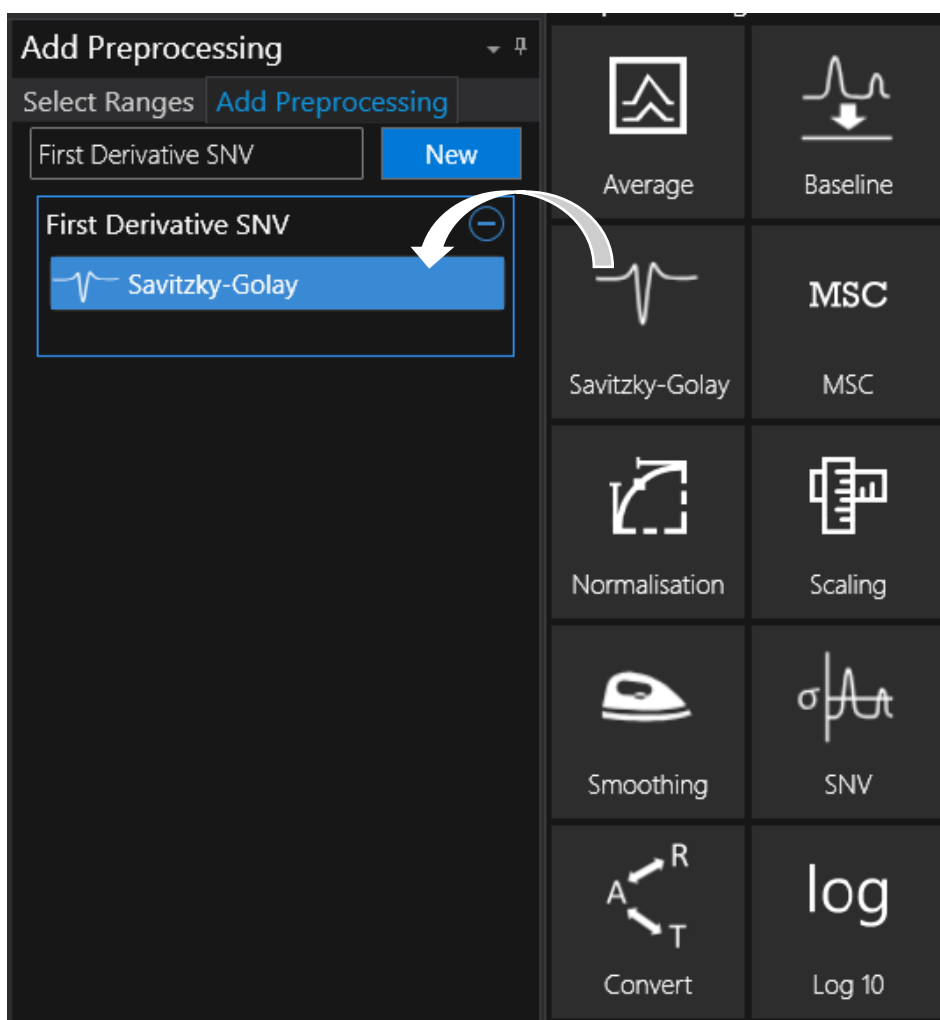 Add Preprocessing
Select Ranges Add Preprocessing
First Derivative SNV New
First Derivative SNV
Savitzky-Golay
Average Baseline
MSC
Savitzky-Golay MSC
Normalisation Scaling
σ
Smoothing SNV
A R T
log
Convert Log 10